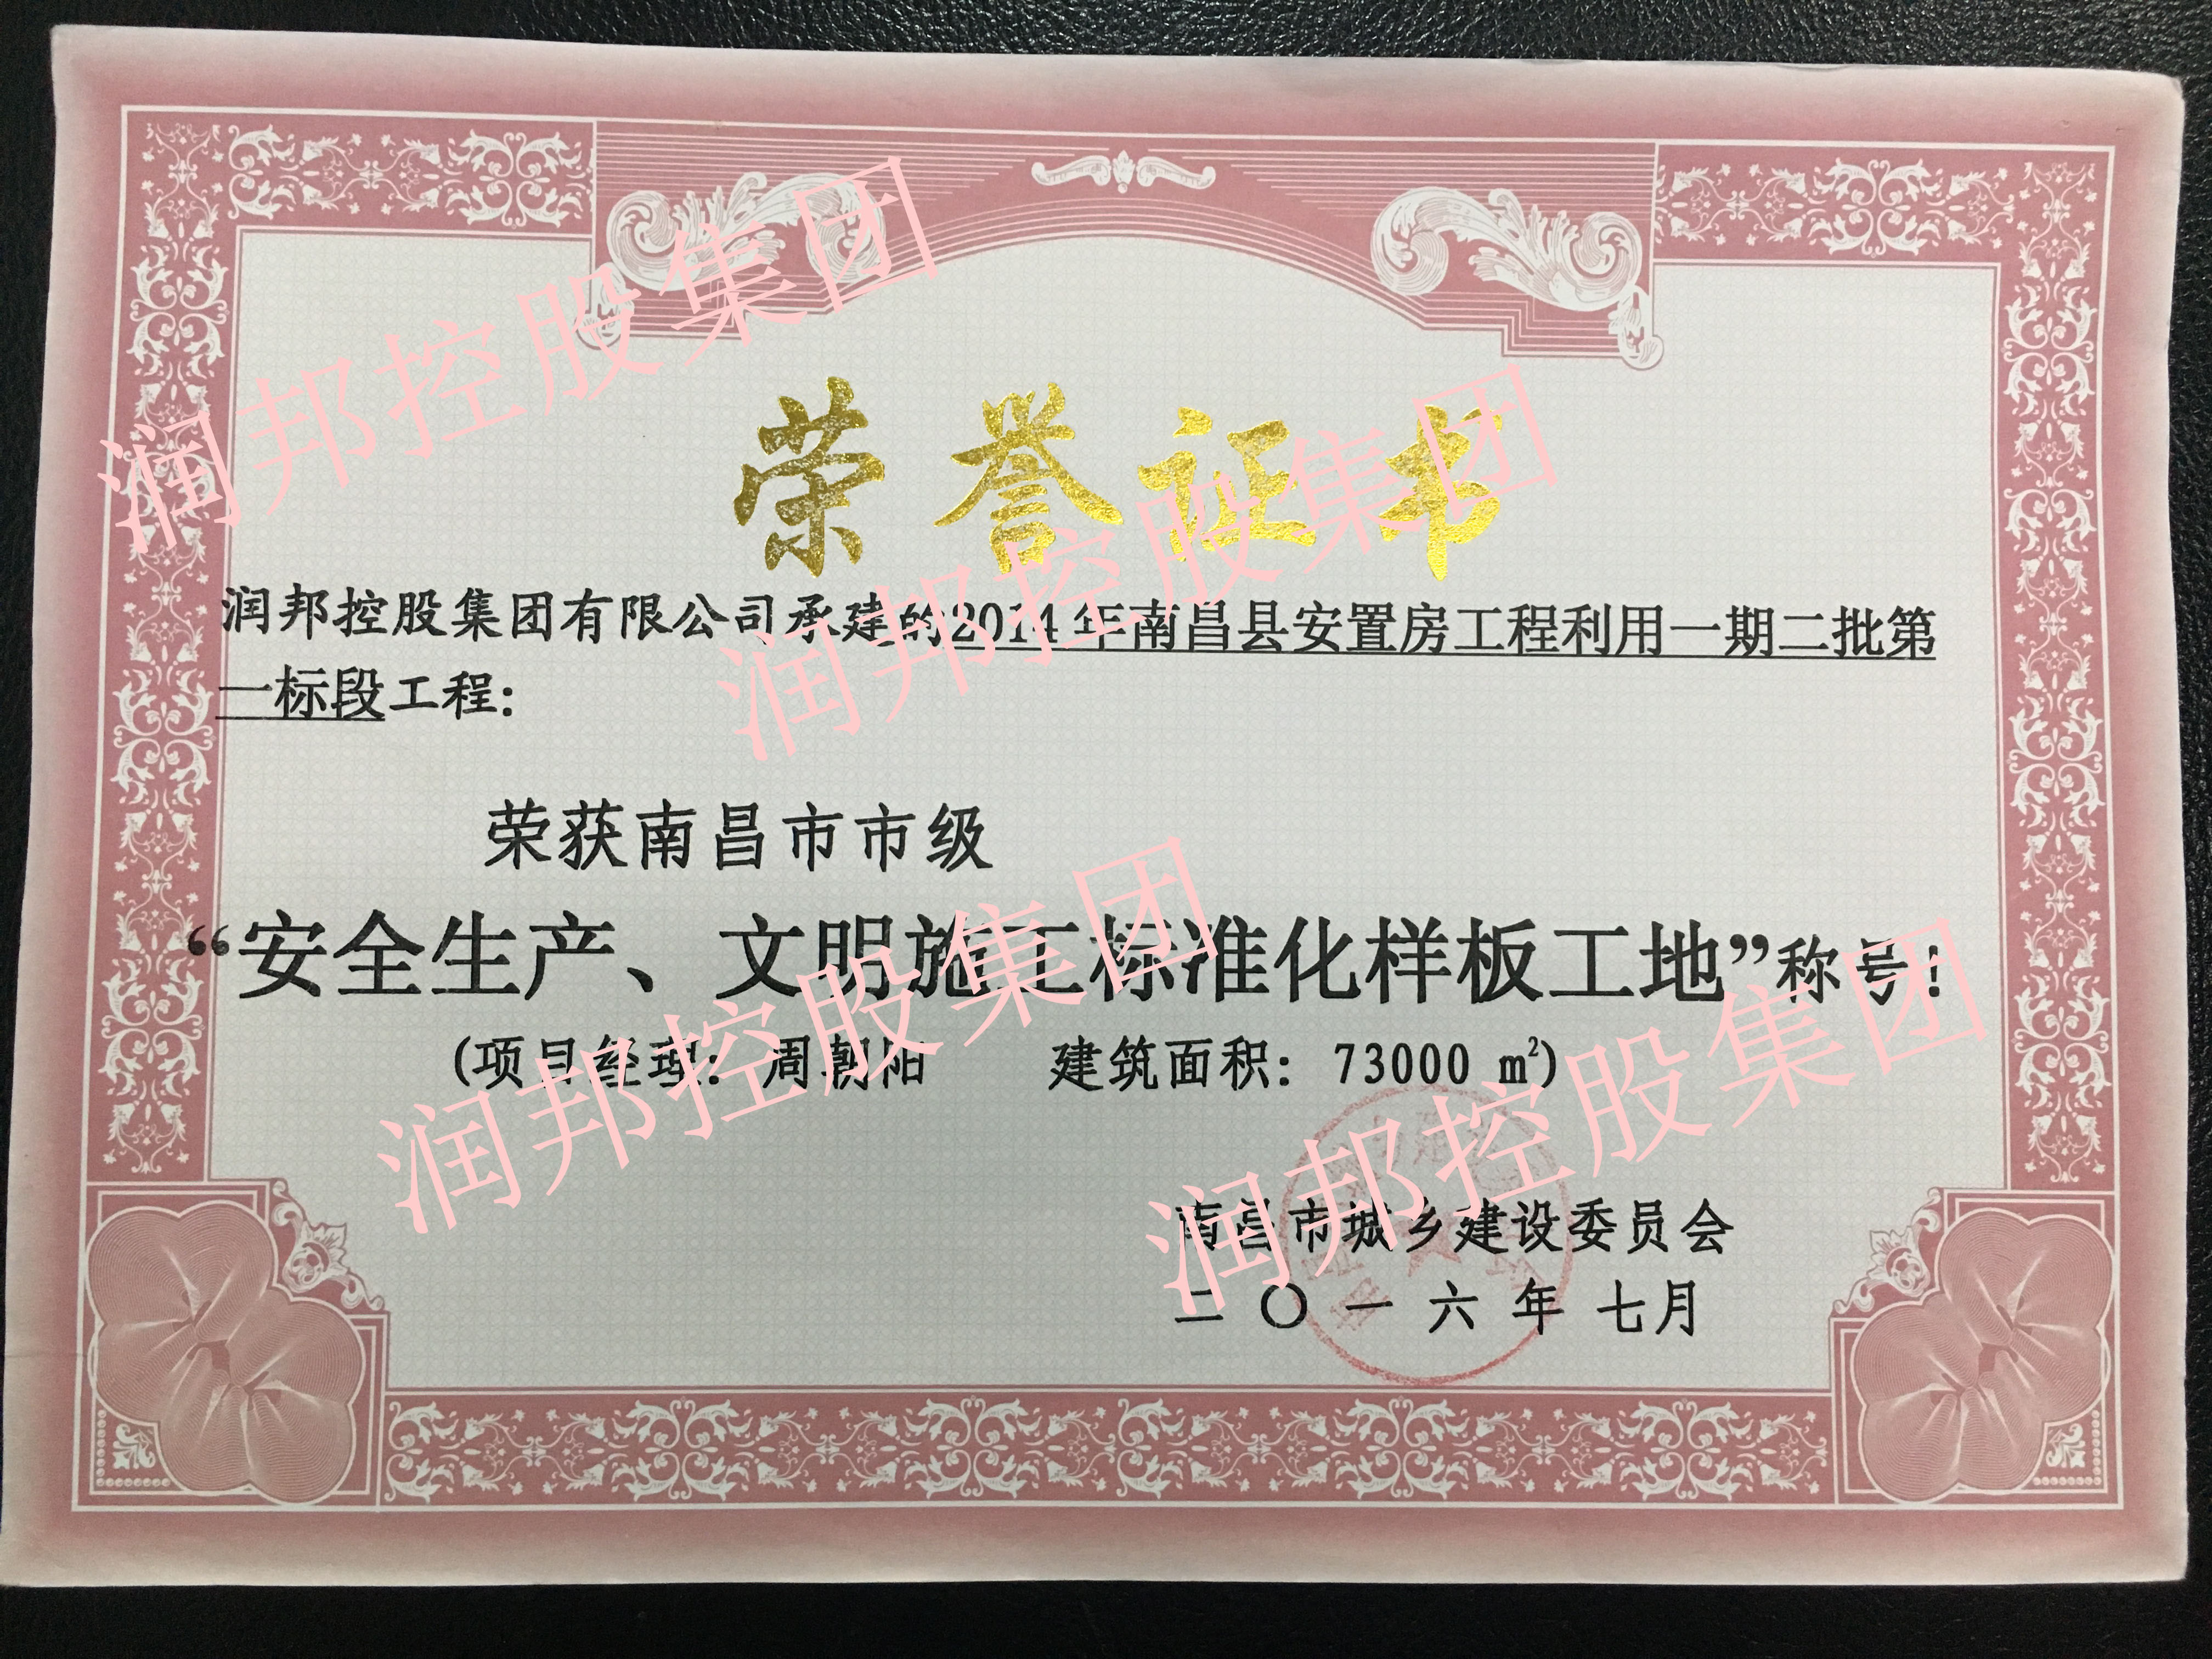 荣誉证书
润邦控股集团有限公司承建的2014年南昌县安置房工程利用一期二批第
一标段工程：
荣获南昌市市级
“安全生产、文明施工标准化样板工地”称号！
（项目经理：周朝阳 建筑面积：73000 m²）
南昌市城乡建设委员会
二〇一六年七月
润邦控股集团
润邦控股集团
润邦控股集团
润邦控股集团